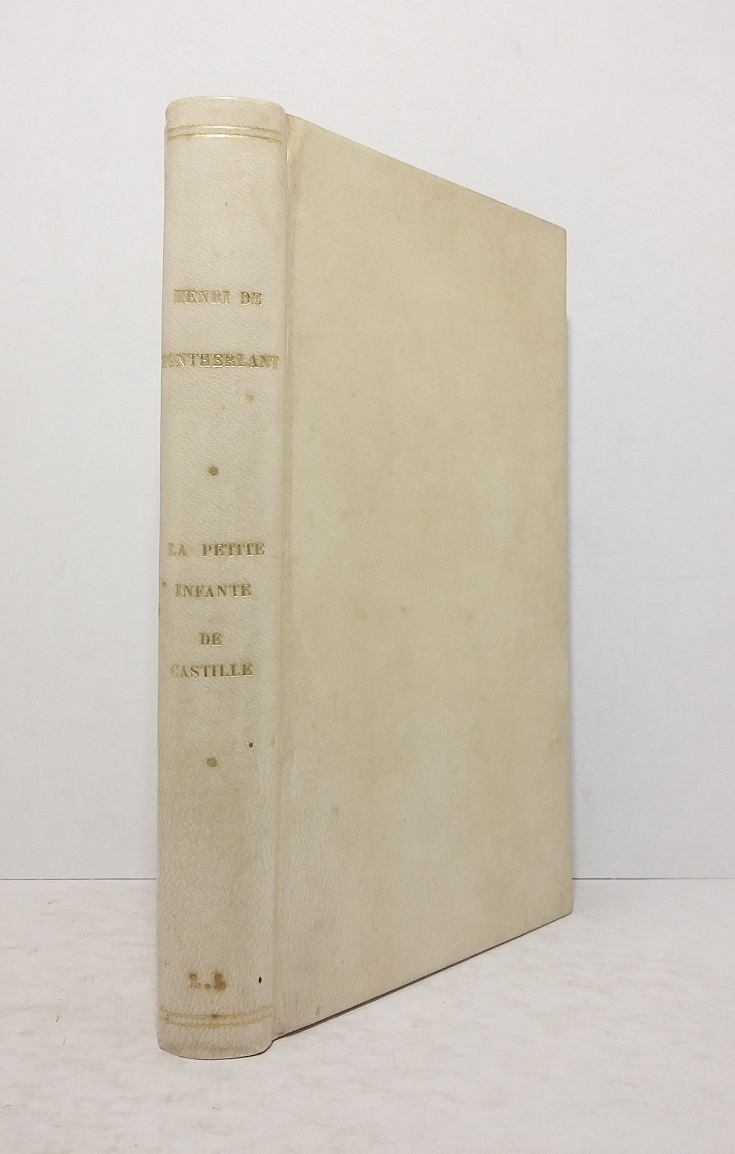 HENRI DE
MONTHERLANT
LA PETITE
INFANTE
DE
CASTILLE